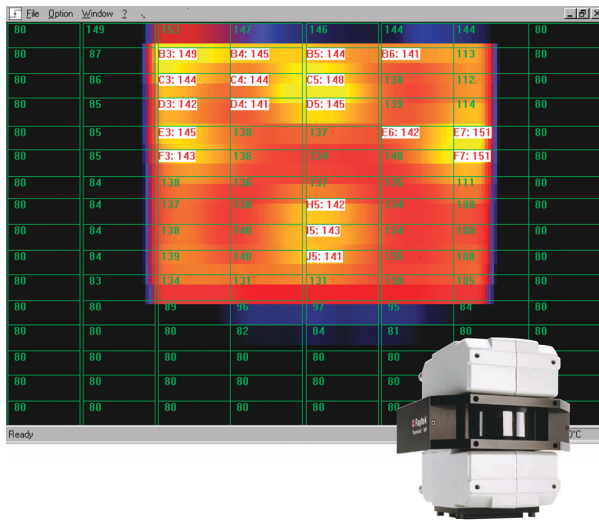 File Option Window ?
80 149 153 147 146 144 144 80
80 87 B3: 149 B4: 145 B5: 144 B6: 141 113 80
80 86 C3: 144 C4: 144 C5: 148 138 112 80
80 85 D3: 142 D4: 141 D5: 145 139 114 80
80 85 E3: 145 138 137 E6: 142 E7: 151 80
80 85 F3: 143 136 134 140 F7: 151 80
80 84 138 136 137 135 111 80
80 84 137 H5: 142 134 80
80 84 138 140 I5: 143 134 80
80 84 139 140 J5: 141 80
80 83 134 131 131 130 105 80
80 80 89 96 97 95 84 80
80 80 80 82 84 81 80 80
80 80 80 80 80 80 80 80
80 80 80 80 80 80
80 80 80 80 80 80
Ready °C
Raytek